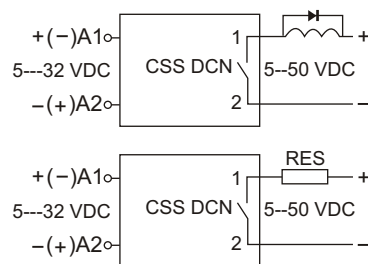 +(−)A1 1 +
5---32 VDC CSS DCN 5--50 VDC
−(+)A2 2 −
RES
+(−)A1 1 +
5---32 VDC CSS DCN 5--50 VDC
−(+)A2 2 −